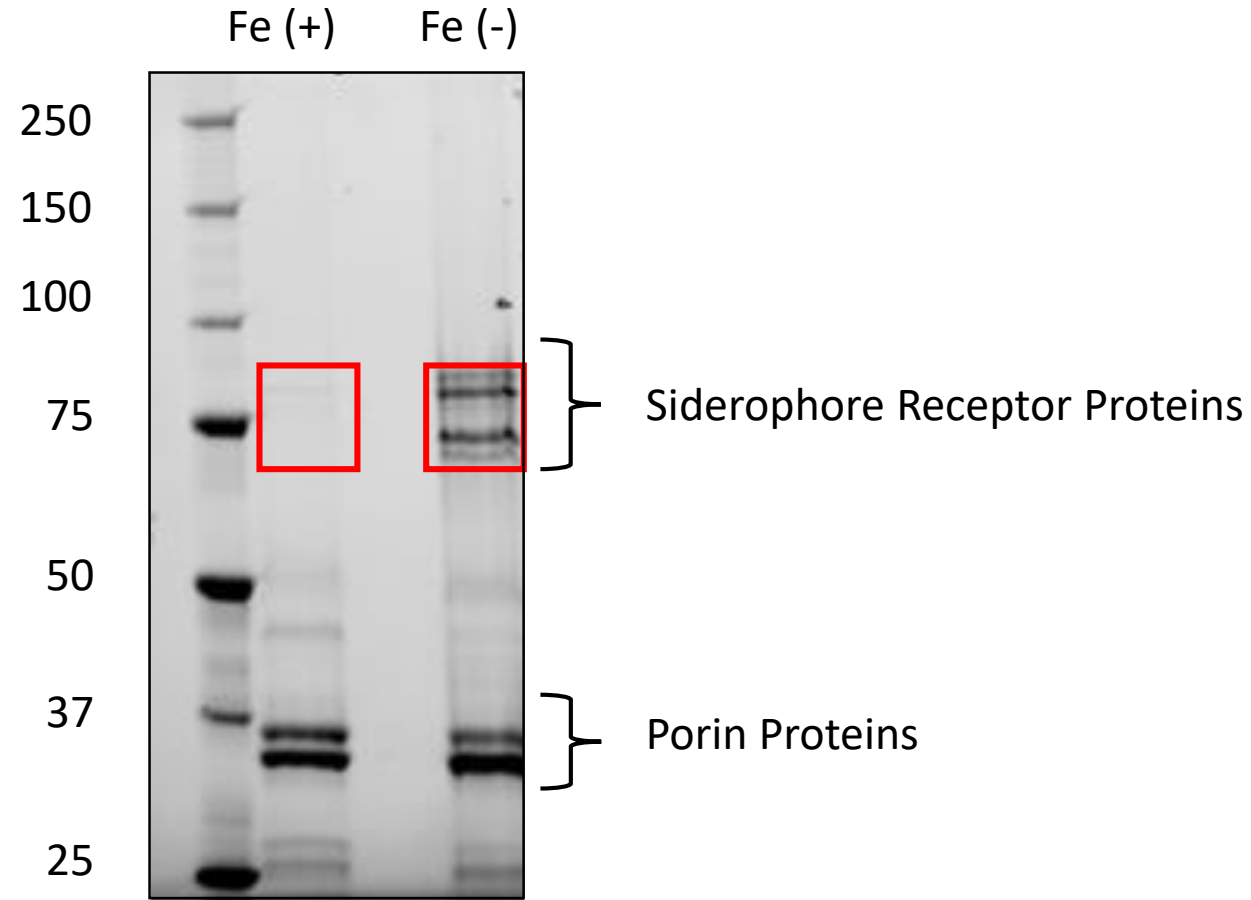 Fe (+) Fe (-)
250
150
100
75
50
37
25
Siderophore Receptor Proteins
Porin Proteins